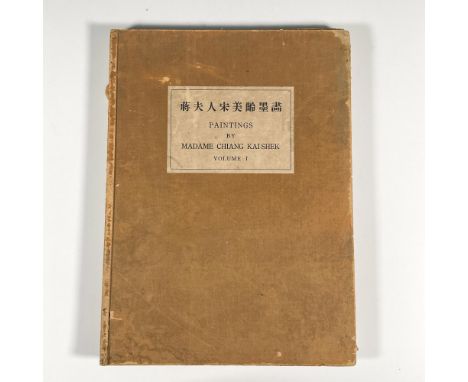 蔣夫人宋美齡墨畫
PAINTINGS
BY
MADAME CHIANG KAI-SHEK
VOLUME I